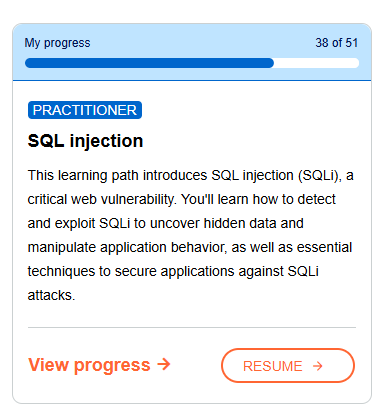 My progress 38 of 51
PRACTITIONER
SQL injection
This learning path introduces SQL injection (SQLi), a
critical web vulnerability. You'll learn how to detect
and exploit SQLi to uncover hidden data and
manipulate application behavior, as well as essential
techniques to secure applications against SQLi
attacks.
View progress → RESUME →